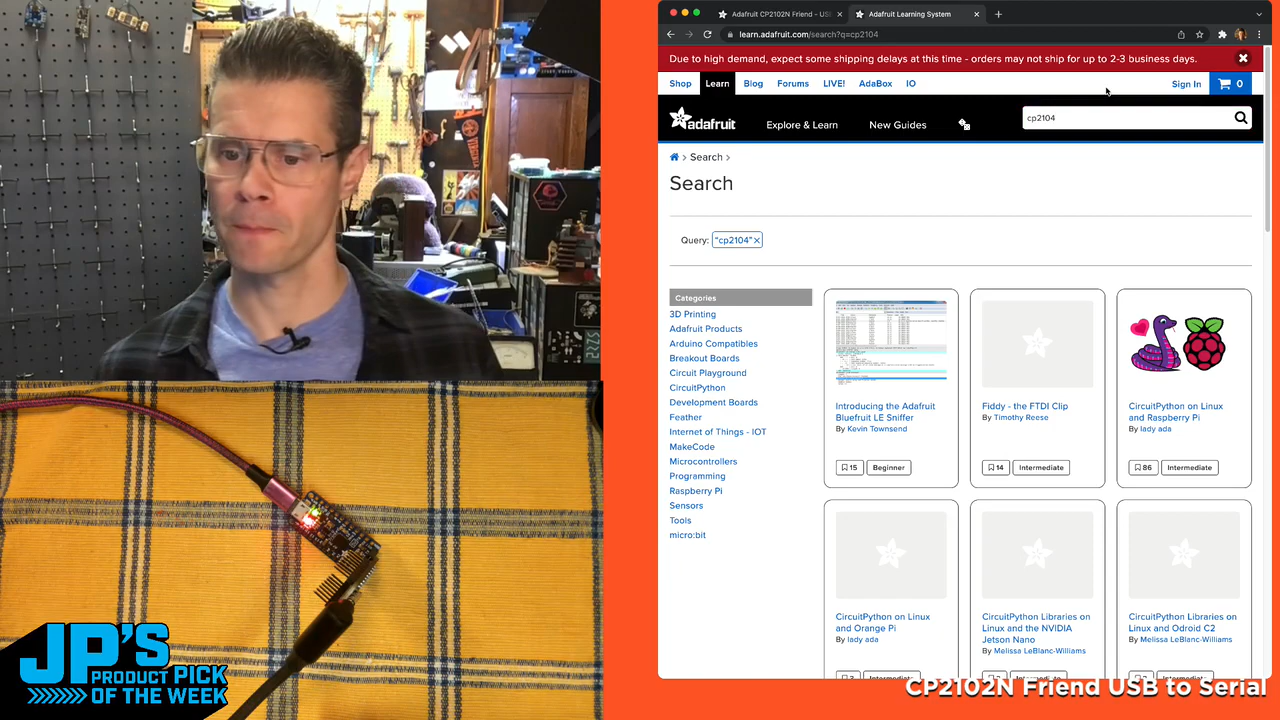 Adafruit CP2102N Friend - USB
Adafruit Learning System
learn.adafruit.com/search?q=cp2104
Due to high demand, expect some shipping delays at this time - orders may not ship for up to 2-3 business days.
Shop Learn Blog Forums LIVE! AdaBox IO Sign In 0
adafruit Explore & Learn New Guides cp2104
Search
Search
Query: "cp2104"
Categories
3D Printing
Adafruit Products
Arduino Compatibles
Breakout Boards
Circuit Playground
CircuitPython
Development Boards
Feather
Internet of Things - IOT
MakeCode
Microcontrollers
Programming
Raspberry Pi
Sensors
Tools
micro:bit
Introducing the Adafruit
Bluefruit LE Sniffer
By Kevin Townsend
15 Beginner
Fiddy - the FTDI Clip
By Timothy Reese
14 Intermediate
CircuitPython on Linux
and Raspberry Pi
By lady ada
86 Intermediate
CircuitPython on Linux
and Orange Pi
By lady ada
CircuitPython Libraries on
Linux and the NVIDIA
Jetson Nano
By Melissa LeBlanc-Williams
CircuitPython Libraries on
Linux and Odroid C2
By Melissa LeBlanc-Williams
JP'S
PRODUCT PICK
OF THE WEEK
CP2102N Friend USB to Serial